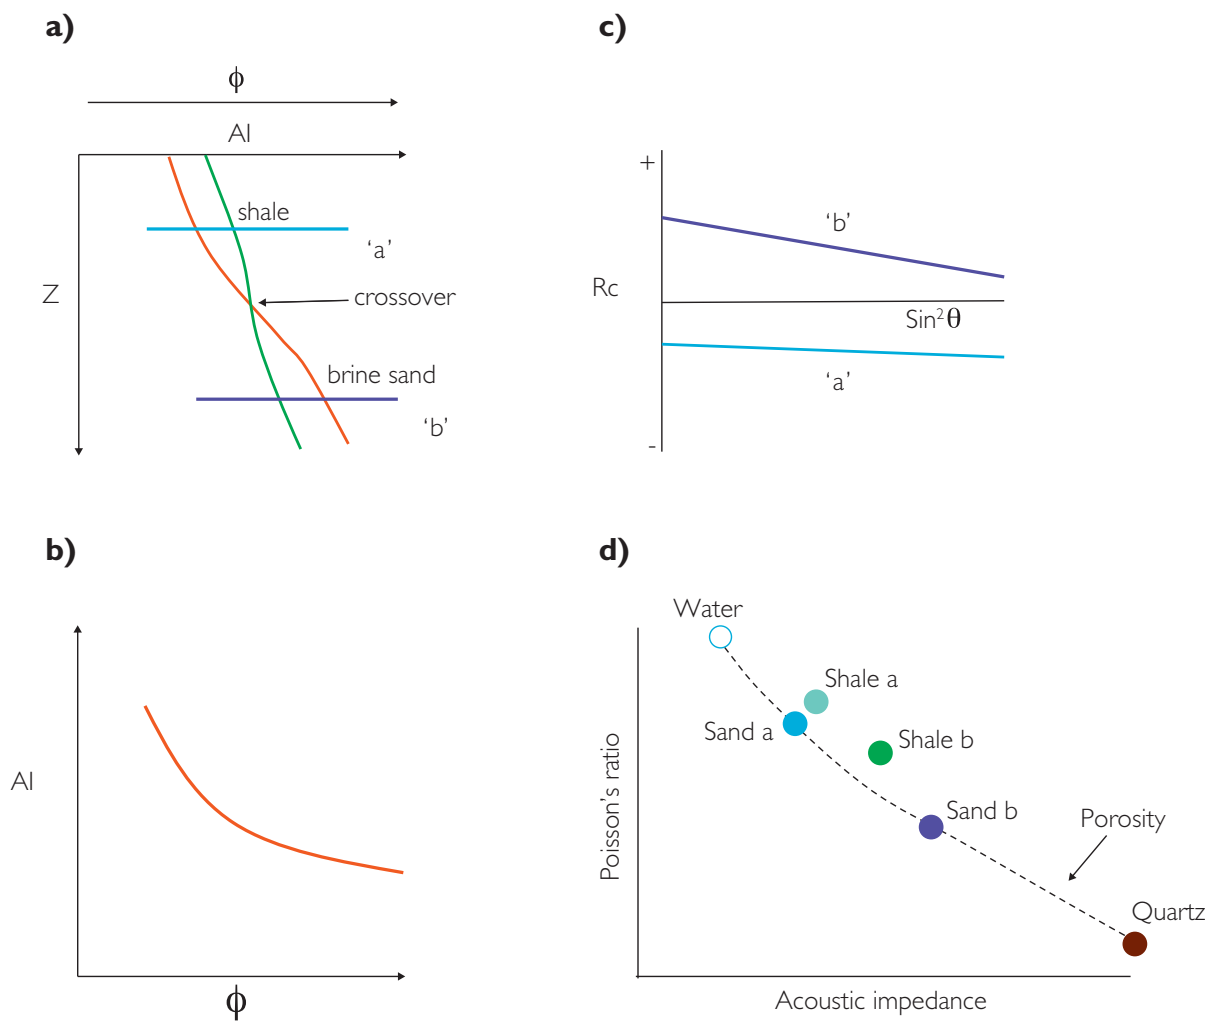 a)
ϕ
AI
shale
'a'
Z
crossover
brine sand
'b'
c)
+
'b'
Rc
Sin²θ
'a'
-
b)
AI
ϕ
d)
Water
Shale a
Sand a
Shale b
Sand b
Porosity
Poisson's ratio
Quartz
Acoustic impedance